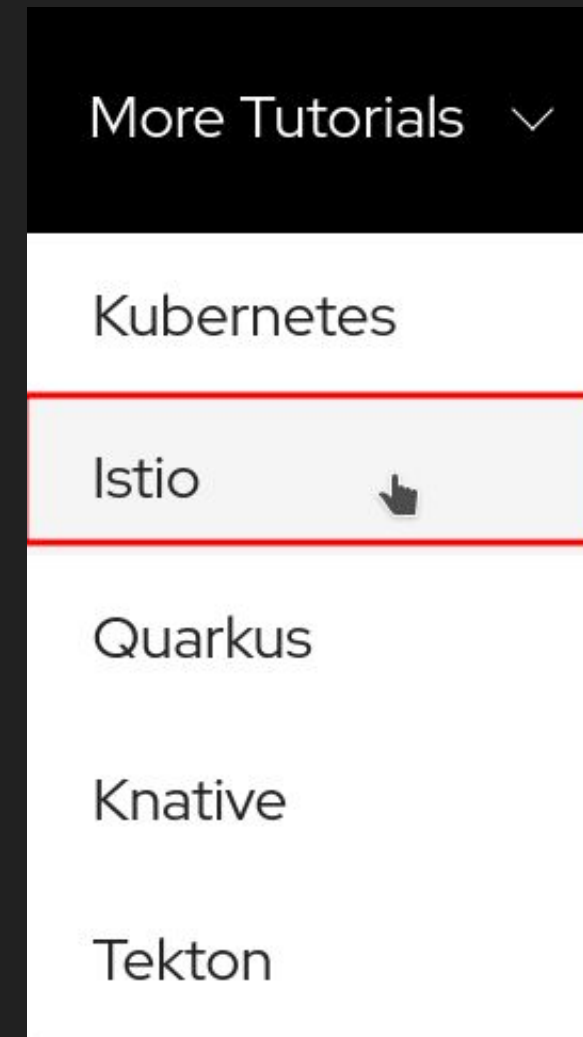 More Tutorials
Kubernetes
Istio
Quarkus
Knative
Tekton